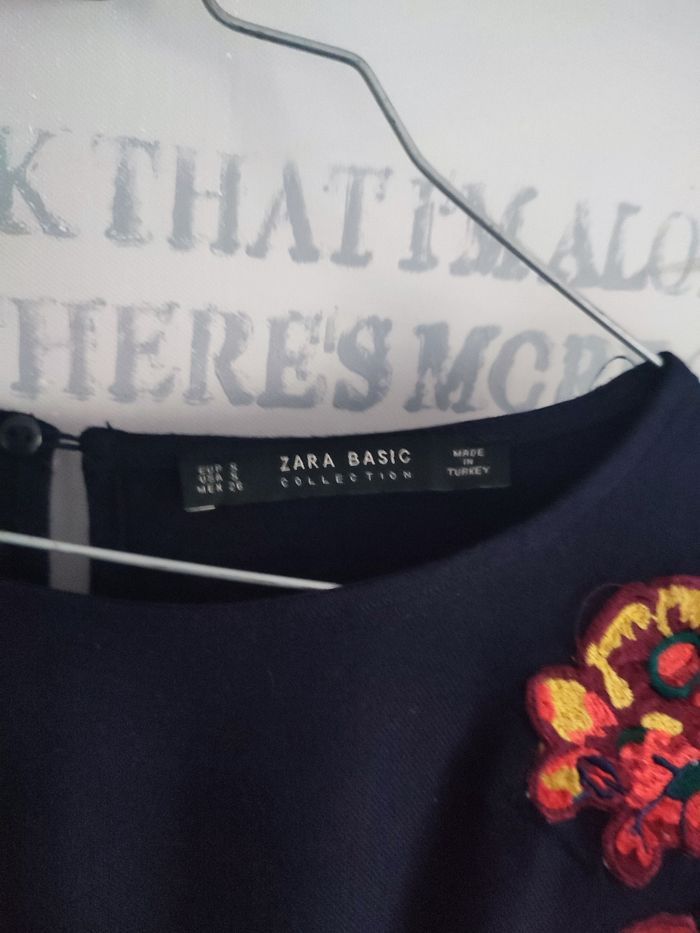 K THAT I'M ALO
HERE'S MORE
EUR S
USA S
MEX 26
ZARA BASIC
COLLECTION
MADE
IN
TURKEY